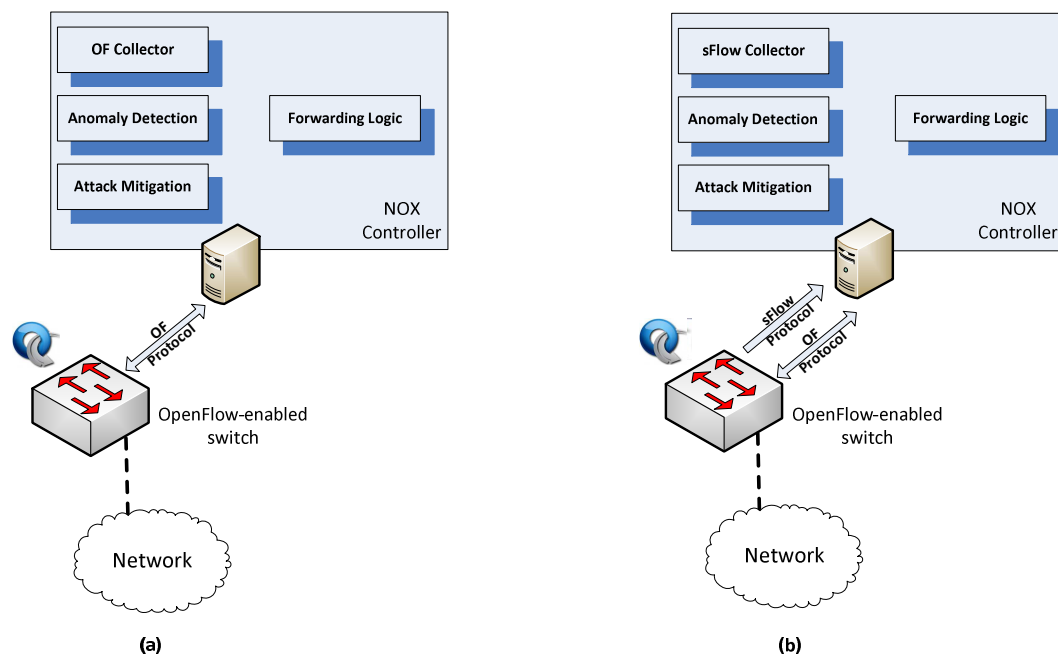 OF Collector
Anomaly Detection
Forwarding Logic
Attack Mitigation
NOX
Controller
OF
Protocol
OpenFlow-enabled
switch
Network
(a)
sFlow Collector
Anomaly Detection
Forwarding Logic
Attack Mitigation
NOX
Controller
sFlow
Protocol
OF
Protocol
OpenFlow-enabled
switch
Network
(b)